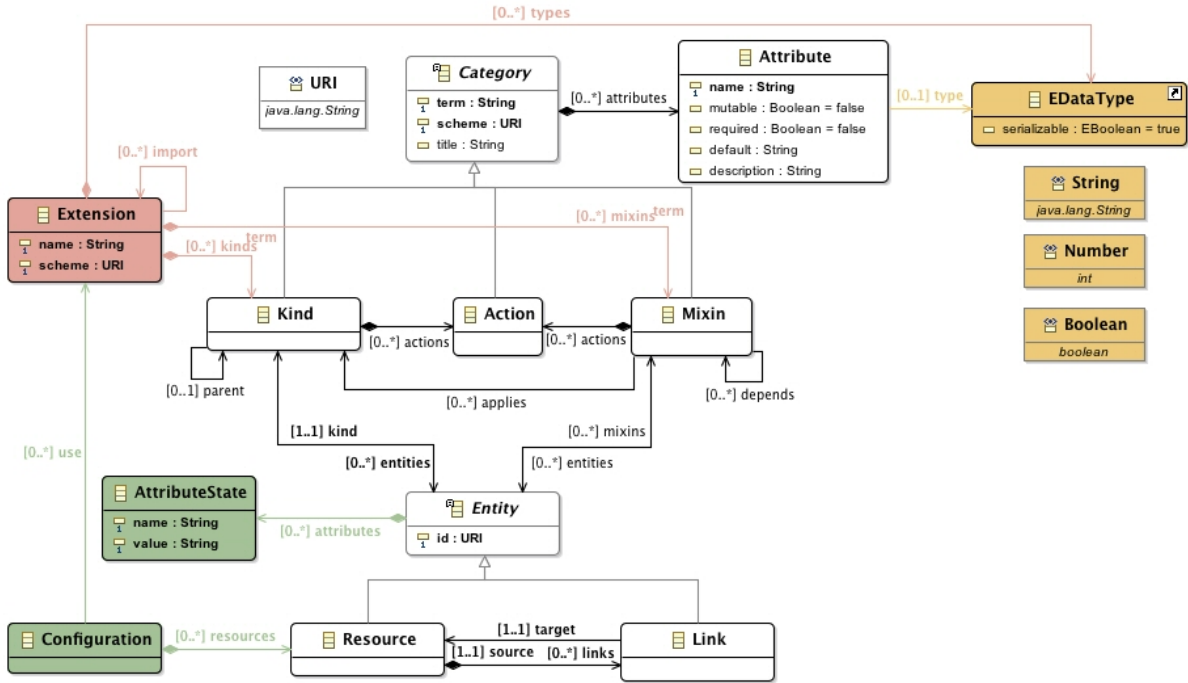 [0..*] types
Category
term : String
scheme : URI
title : String
URI
java.lang.String
[0..*] attributes
Attribute
name : String
mutable : Boolean = false
required : Boolean = false
default : String
description : String
[0..1] type
EDataType
serializable : EBoolean = true
[0..*] import
Extension
name : String
scheme : URI
[0..*] mixins
term
[0..*] kinds
term
String
java.lang.String
Number
int
Boolean
boolean
Kind
Action
Mixin
[0..*] actions
[0..*] actions
[0..1] parent
[0..*] applies
[0..*] depends
[1..1] kind
[0..*] mixins
[0..*] entities
[0..*] entities
[0..*] use
AttributeState
name : String
value : String
[0..*] attributes
Entity
id : URI
Configuration
[0..*] resources
Resource
[1..1] target
[1..1] source
[0..*] links
Link